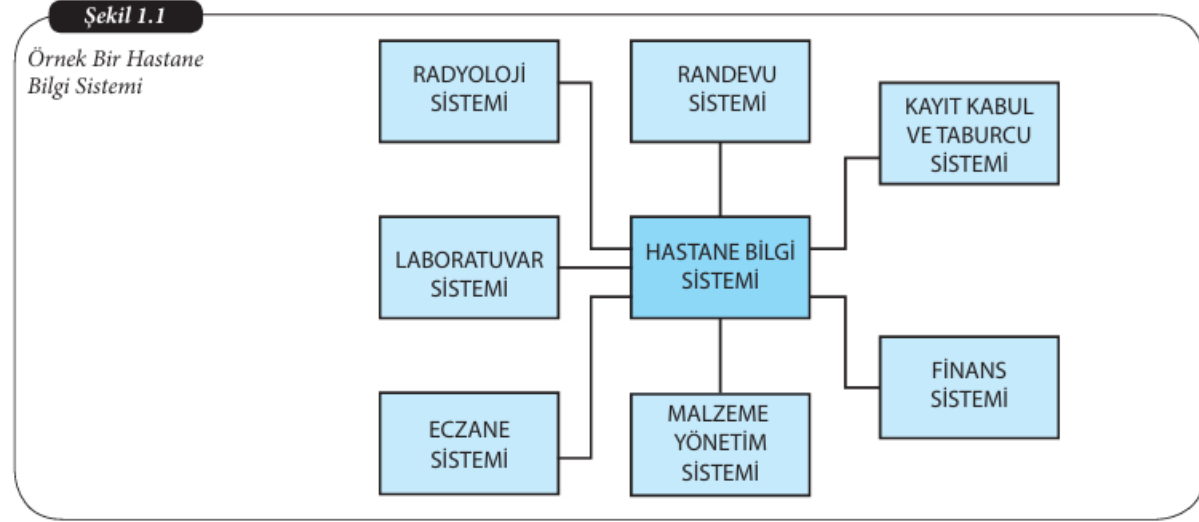 Şekil 1.1
Örnek Bir Hastane
Bilgi Sistemi
RADYOLOJİ
SİSTEMİ
RANDEVU
SİSTEMİ
KAYIT KABUL
VE TABURCU
SİSTEMİ
LABORATUVAR
SİSTEMİ
HASTANE BİLGİ
SİSTEMİ
ECZANE
SİSTEMİ
MALZEME
YÖNETİM
SİSTEMİ
FİNANS
SİSTEMİ